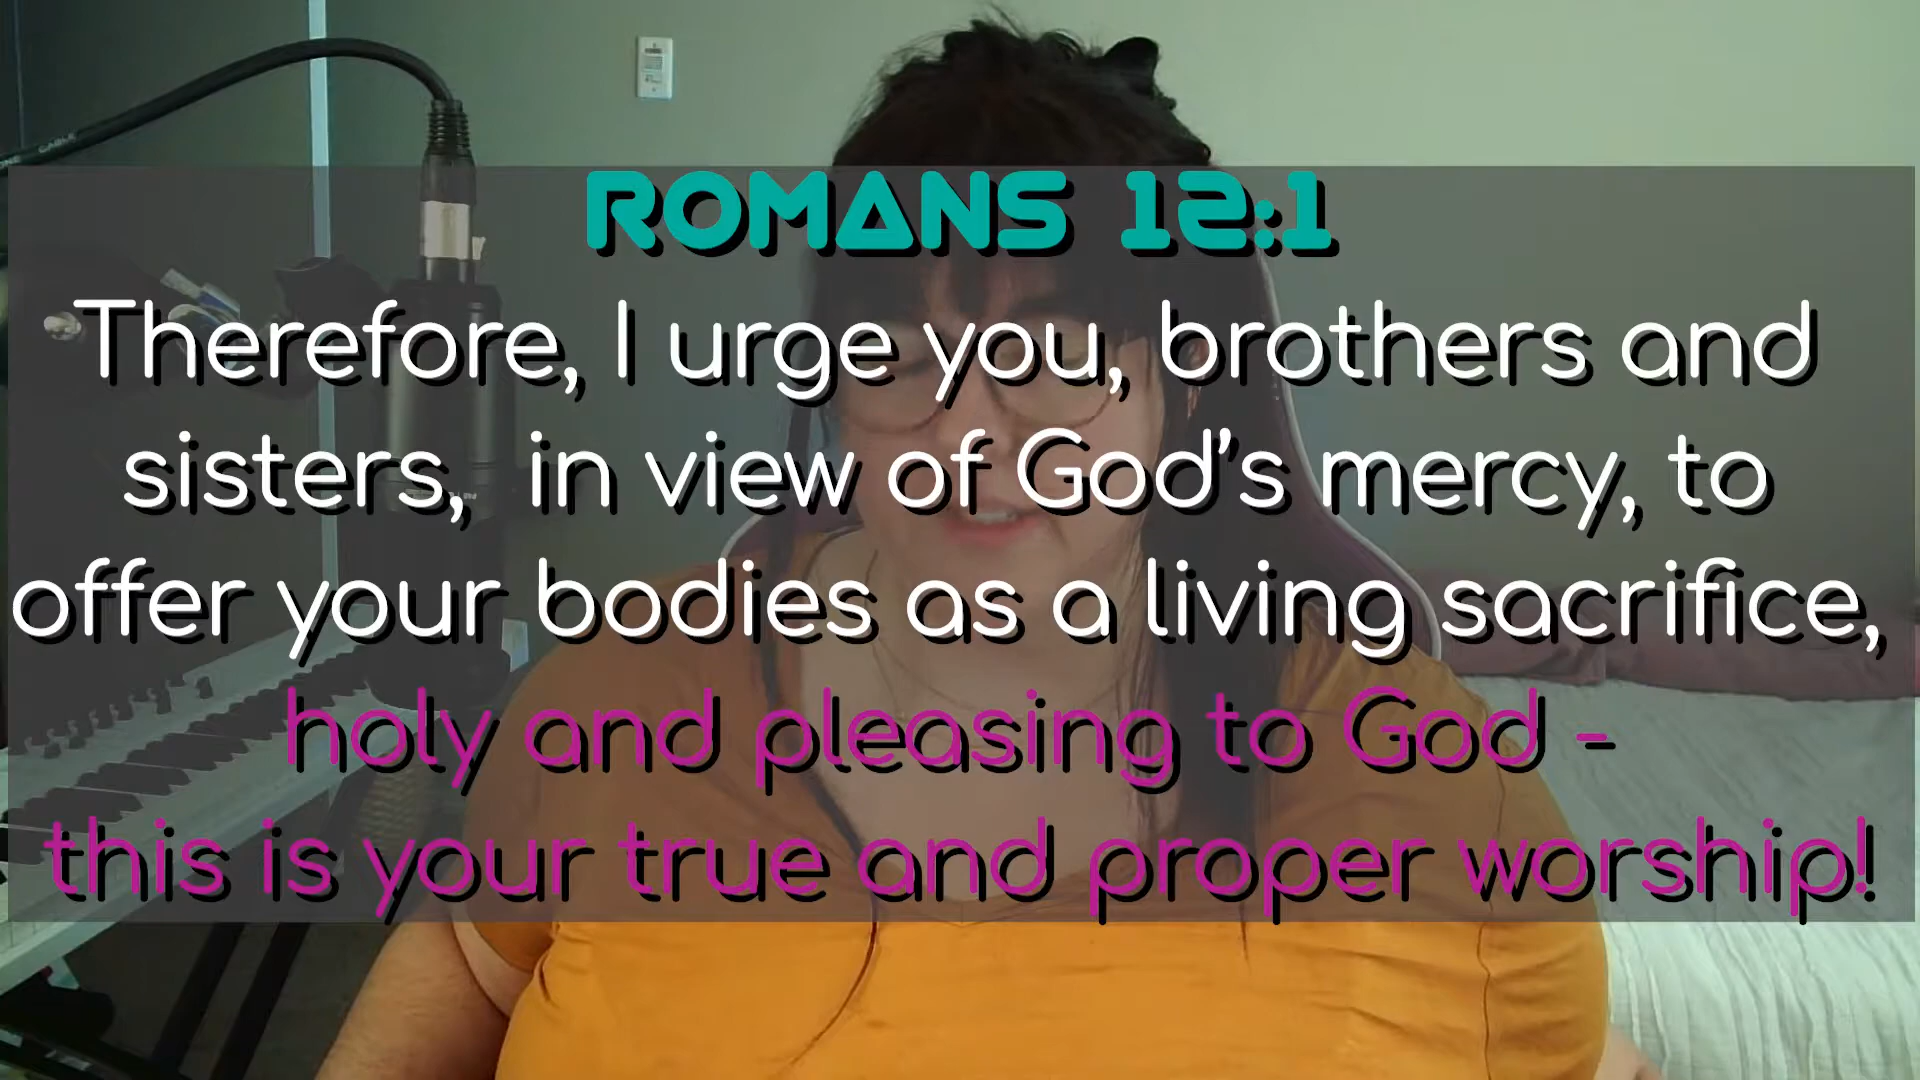 ROMANS 12:1
Therefore, I urge you, brothers and
sisters, in view of God's mercy, to
offer your bodies as a living sacrifice,
holy and pleasing to God -
this is your true and proper worship!
CABLE